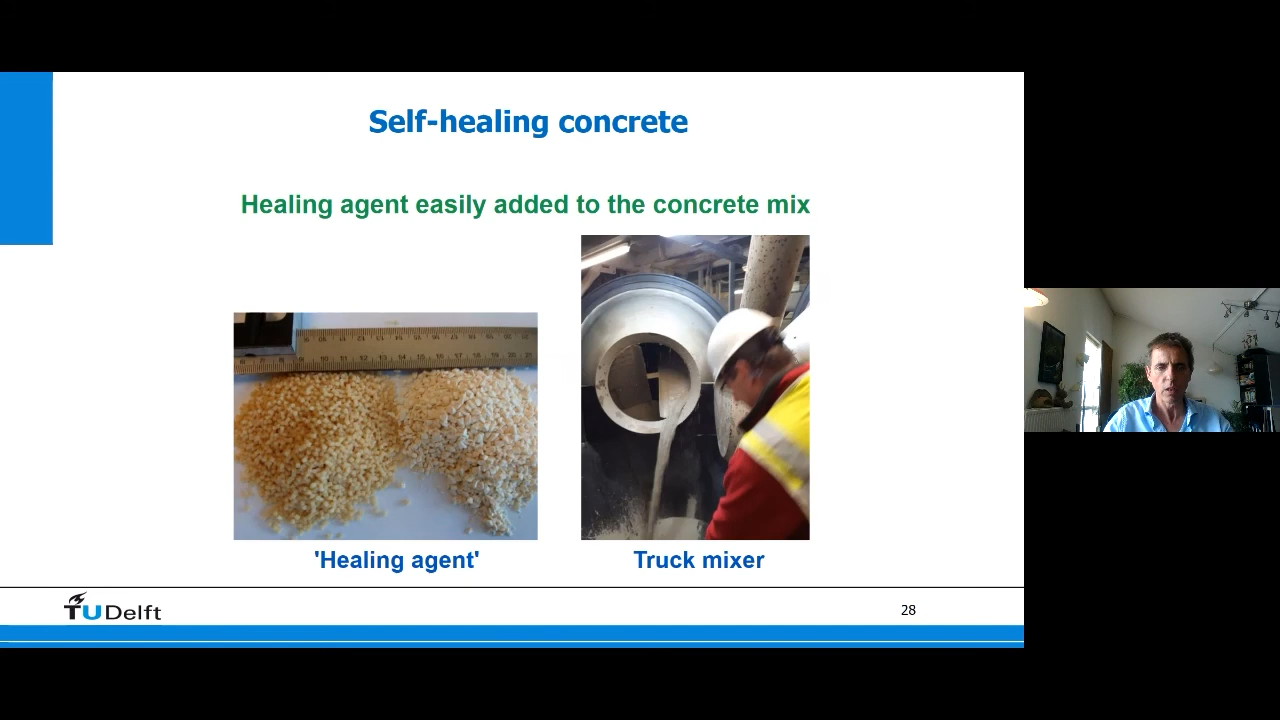 Self-healing concrete
Healing agent easily added to the concrete mix
'Healing agent'
Truck mixer
TU Delft
28